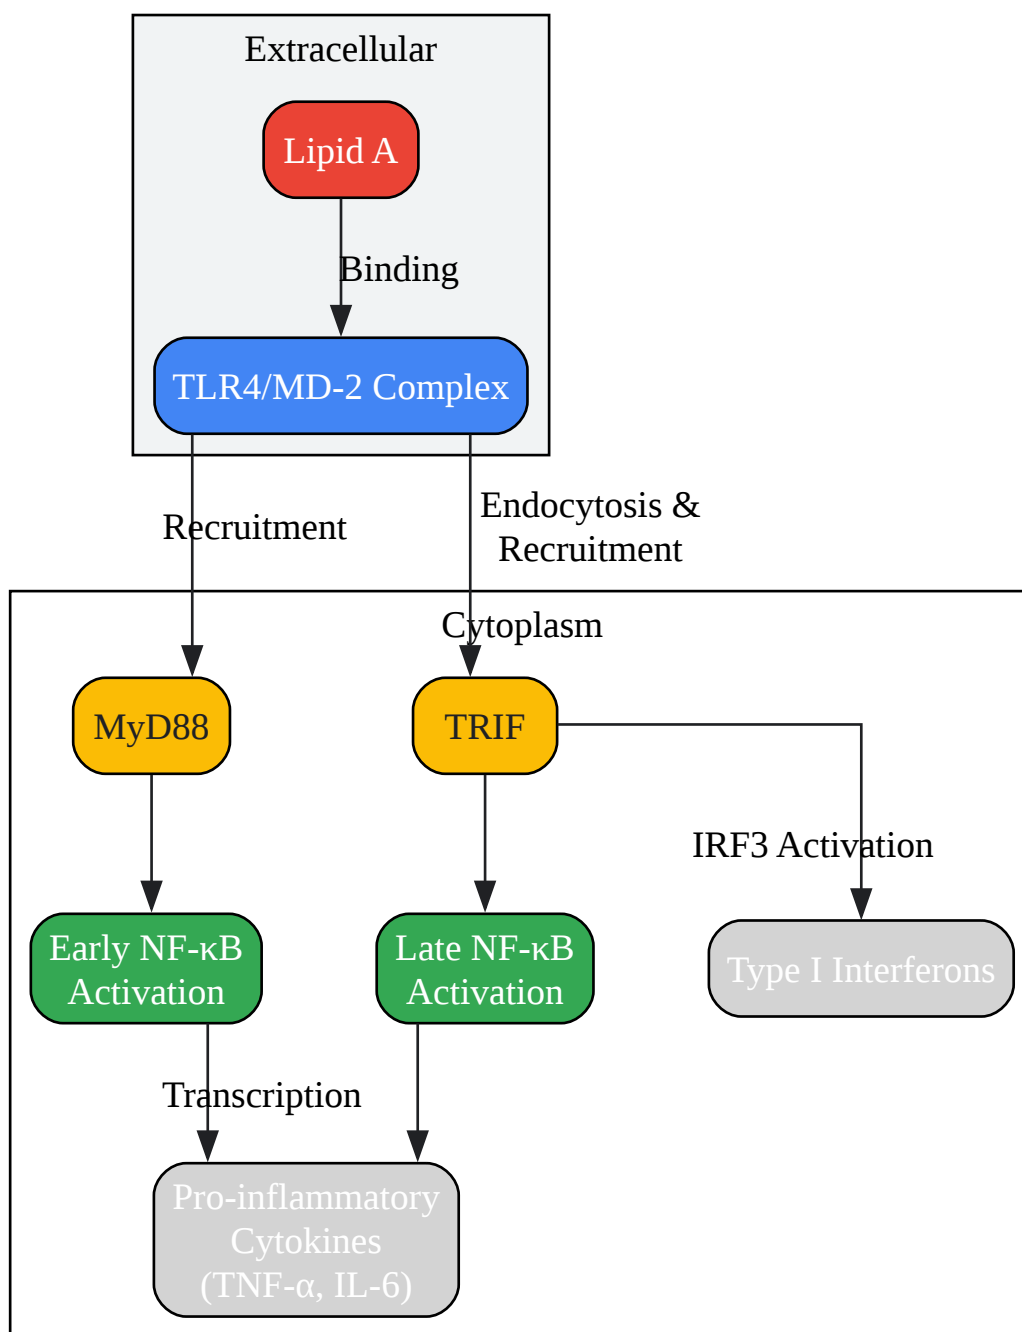 Extracellular
Lipid A
Binding
TLR4/MD-2 Complex
Recruitment
Endocytosis &
Recruitment
Cytoplasm
MyD88
TRIF
IRF3 Activation
Early NF-κB
Activation
Late NF-κB
Activation
Type I Interferons
Transcription
Pro-inflammatory
Cytokines
(TNF-α, IL-6)